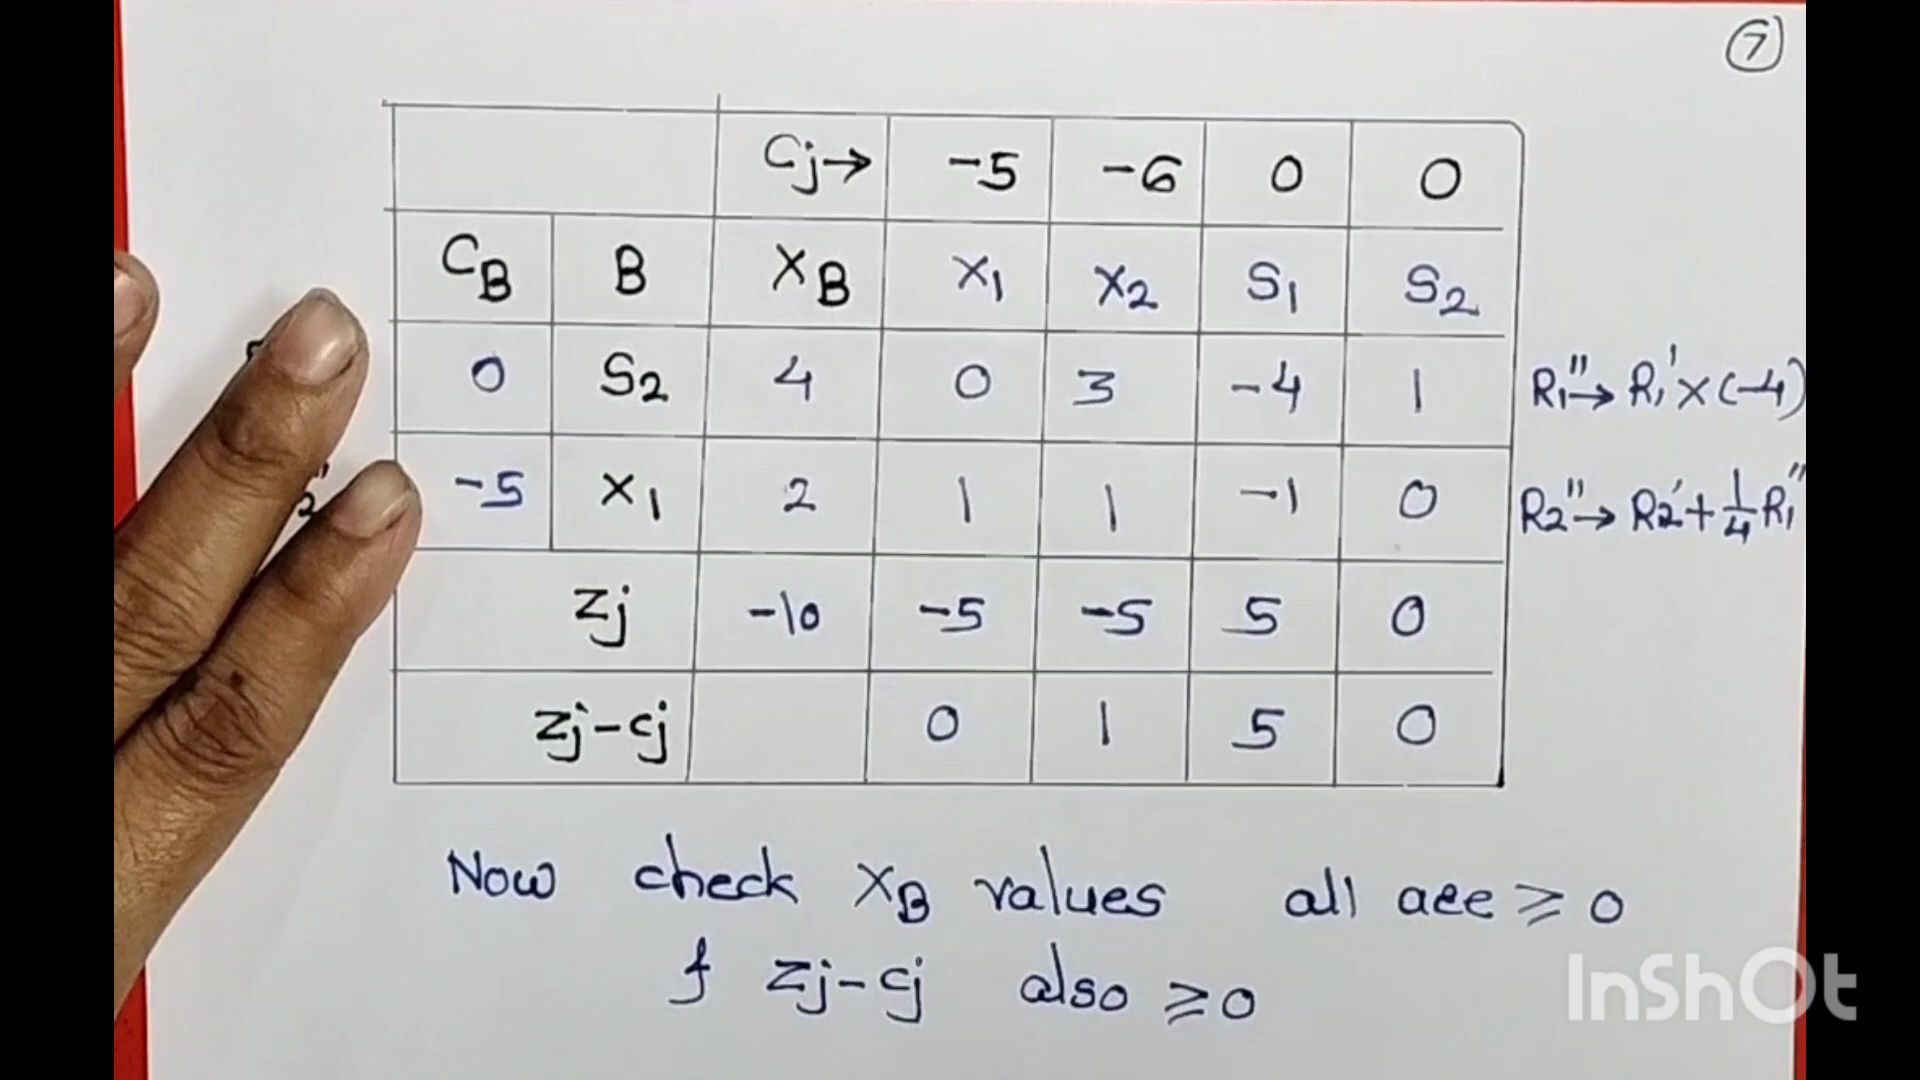 7
Cj→ -5 -6 0 0
CB B XB X1 X2 S1 S2
0 S2 4 0 3 -4 1 R1''→ R1' × (-4)
-5 X1 2 1 1 -1 0 R2''→ R2' + 1/4 R1''
Zj -10 -5 -5 5 0
Zj-Cj 0 1 5 0
Now check XB values all are ≥ 0
& Zj-Cj also ≥ 0
InShOt